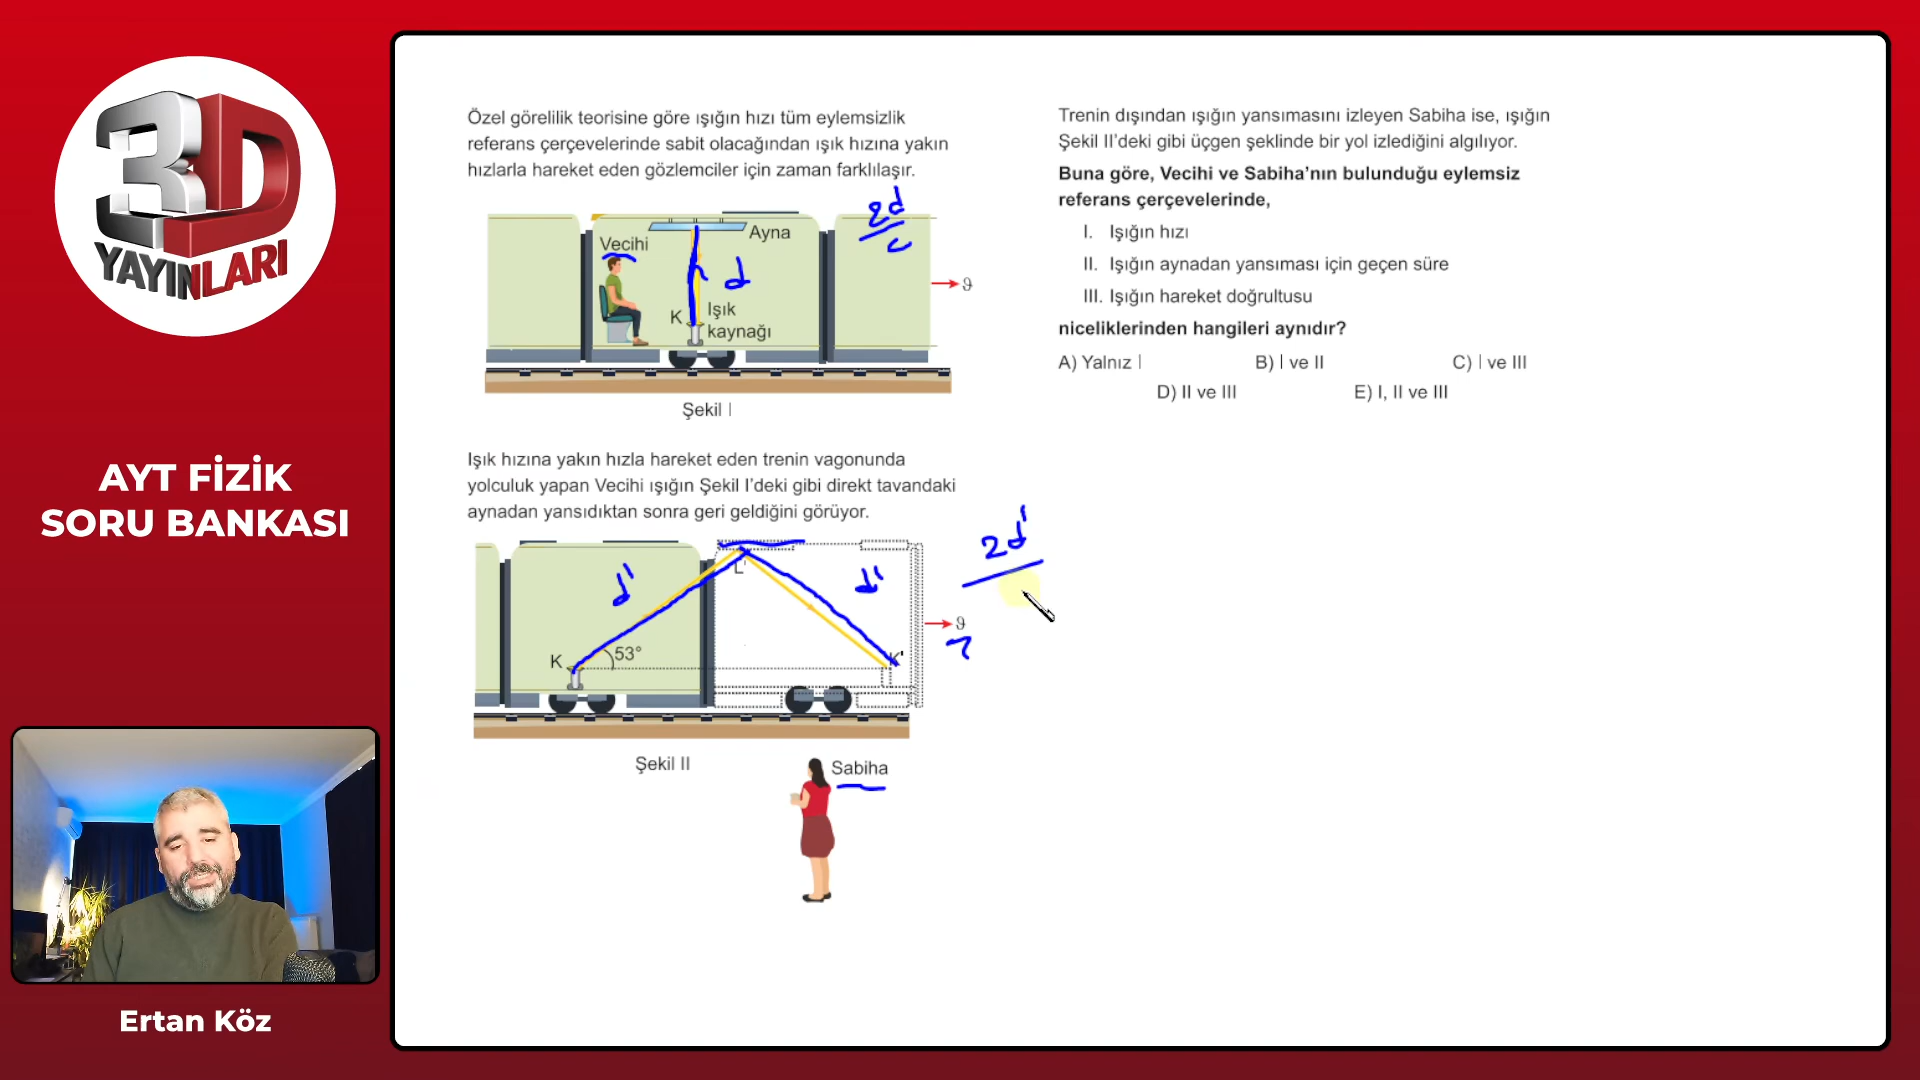 3D
YAYINLARI
AYT FİZİK
SORU BANKASI
Ertan Köz
Özel görelilik teorisine göre ışığın hızı tüm eylemsizlik
referans çerçevelerinde sabit olacağından ışık hızına yakın
hızlarla hareket eden gözlemciler için zaman farklılaşır.
2d
c
Vecihi
Ayna
h
d
K
Işık
kaynağı
ϑ
Şekil I
Işık hızına yakın hızla hareket eden trenin vagonunda
yolculuk yapan Vecihi ışığın Şekil I'deki gibi direkt tavandaki
aynadan yansıdıktan sonra geri geldiğini görüyor.
2d'
d'
L'
d'
K
53°
K'
ϑ
Şekil II
Sabiha
Trenin dışından ışığın yansımasını izleyen Sabiha ise, ışığın
Şekil II'deki gibi üçgen şeklinde bir yol izlediğini algılıyor.
Buna göre, Vecihi ve Sabiha'nın bulunduğu eylemsiz
referans çerçevelerinde,
I. Işığın hızı
II. Işığın aynadan yansıması için geçen süre
III. Işığın hareket doğrultusu
niceliklerinden hangileri aynıdır?
A) Yalnız I B) I ve II C) I ve III
D) II ve III E) I, II ve III